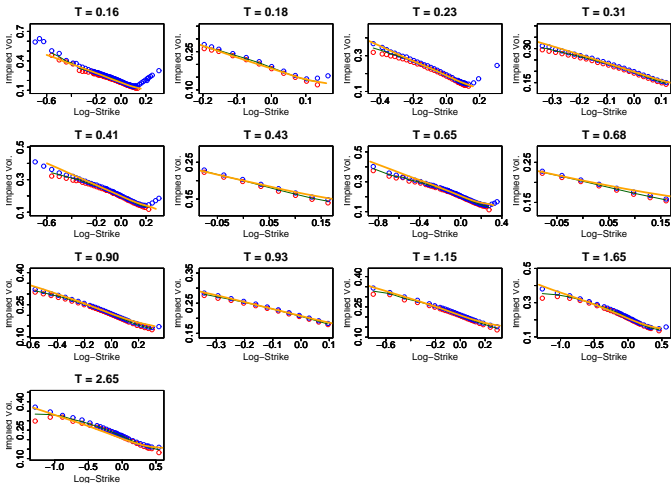 T = 0.16
T = 0.18
T = 0.23
T = 0.31
Implied Vol.
0.1 0.3 0.5
−0.6 −0.2 0.2
Log−Strike
Implied Vol.
0.15 0.25
−0.2 −0.1 0.0 0.1
Log−Strike
Implied Vol.
0.1 0.2 0.3 0.4
−0.4 −0.2 0.0 0.2
Log−Strike
Implied Vol.
0.15 0.30
−0.3 −0.2 −0.1 0.0 0.1
Log−Strike
T = 0.41
T = 0.43
T = 0.65
T = 0.68
Implied Vol.
0.1 0.3 0.5
−0.6 −0.2 0.2
Log−Strike
Implied Vol.
0.15 0.20 0.25
−0.05 0.05 0.15
Log−Strike
Implied Vol.
0.1 0.3 0.5
−0.8 −0.4 0.0 0.4
Log−Strike
Implied Vol.
0.15 0.20 0.25
−0.05 0.05 0.15
Log−Strike
T = 0.90
T = 0.93
T = 1.15
T = 1.65
Implied Vol.
0.10 0.25 0.40
−0.6 −0.4 −0.2 0.0 0.2 0.4
Log−Strike
Implied Vol.
0.15 0.25 0.35
−0.3 −0.2 −0.1 0.0 0.1
Log−Strike
Implied Vol.
0.10 0.25 0.40
−0.6 −0.2 0.0 0.2
Log−Strike
Implied Vol.
0.1 0.3 0.5
−1.0 −0.5 0.0 0.5
Log−Strike
T = 2.65
Implied Vol.
0.10 0.25 0.40
−1.0 −0.5 0.0 0.5
Log−Strike